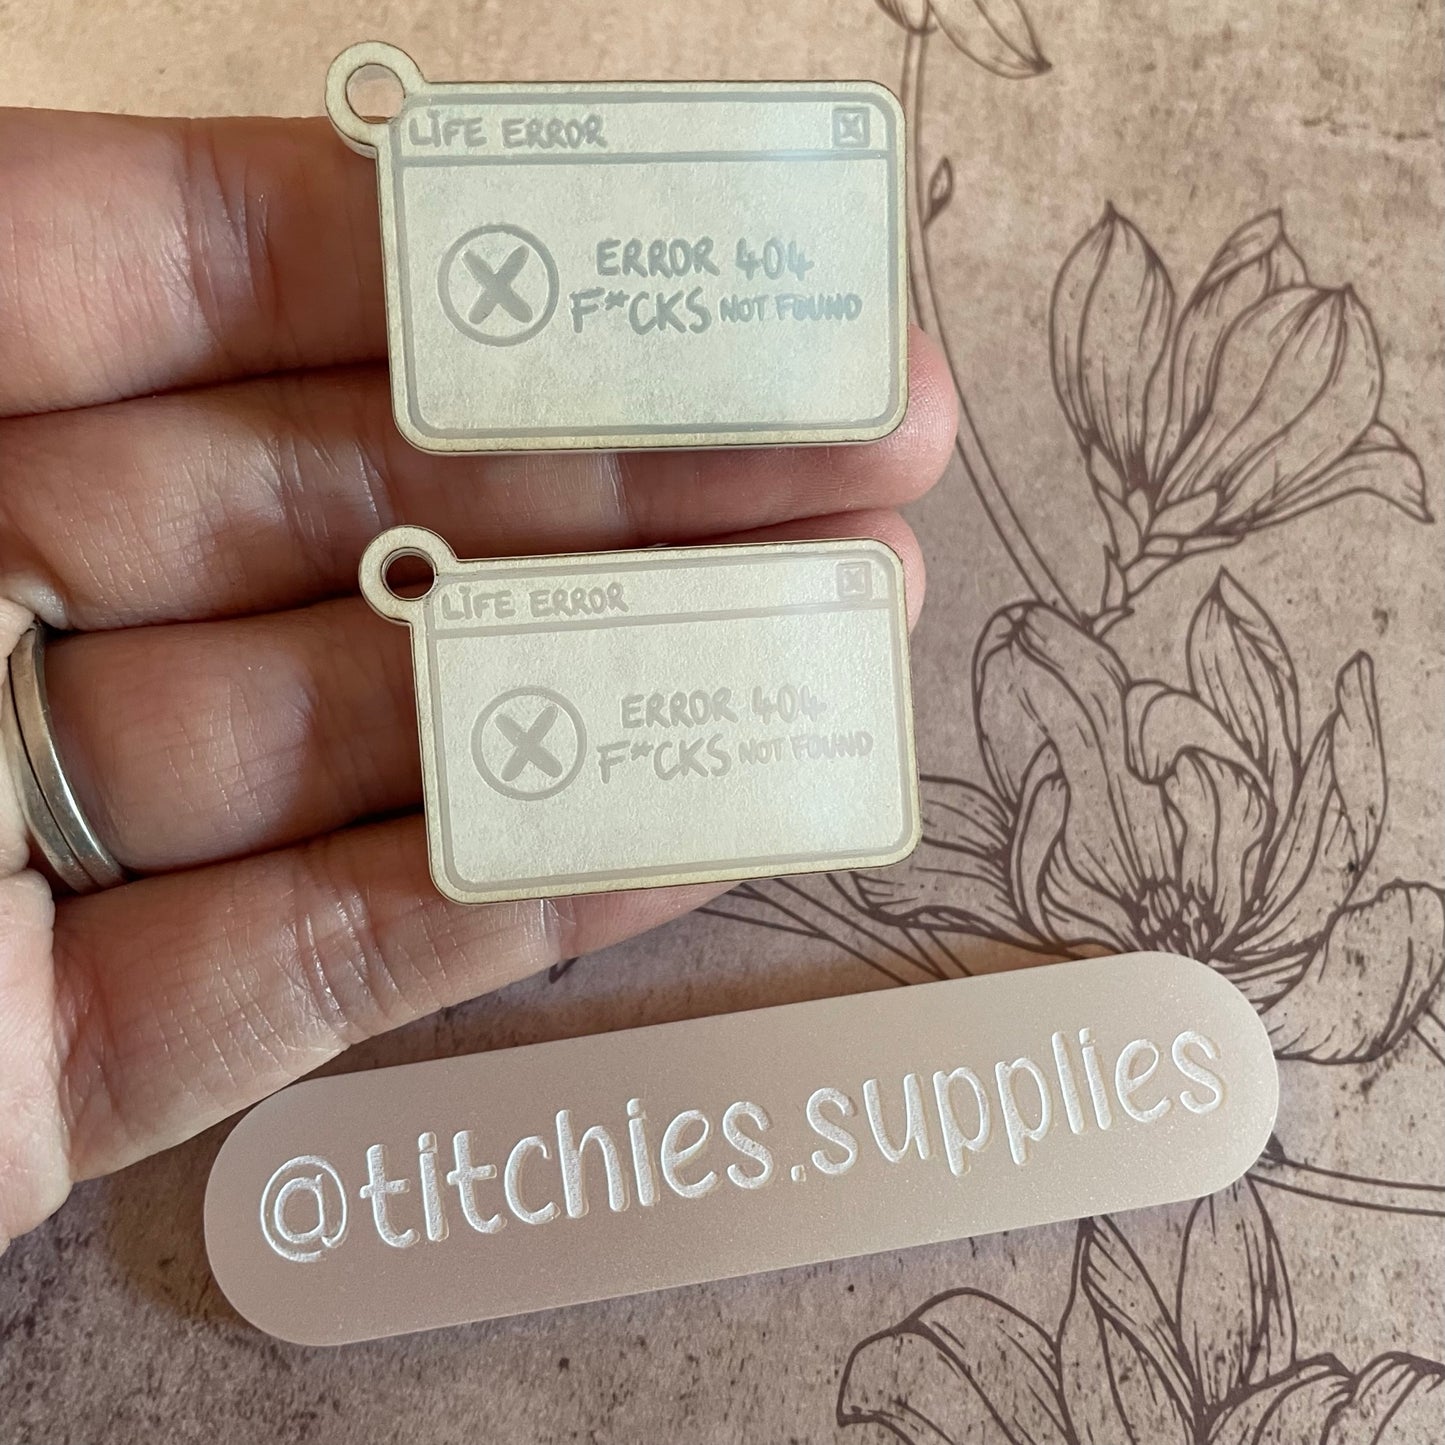 LIFE ERROR
ERROR 404
F*CKS NOT FOUND
LIFE ERROR
ERROR 404
F*CKS NOT FOUND
@titchies.supplies